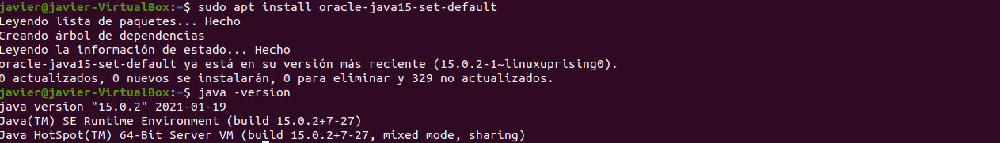 javier@javier-VirtualBox:~$ sudo apt install oracle-java15-set-default
Leyendo lista de paquetes... Hecho
Creando árbol de dependencias
Leyendo la información de estado... Hecho
oracle-java15-set-default ya está en su versión más reciente (15.0.2-1~linuxuprising0).
0 actualizados, 0 nuevos se instalarán, 0 para eliminar y 329 no actualizados.
javier@javier-VirtualBox:~$ java -version
java version "15.0.2" 2021-01-19
Java(TM) SE Runtime Environment (build 15.0.2+7-27)
Java HotSpot(TM) 64-Bit Server VM (build 15.0.2+7-27, mixed mode, sharing)